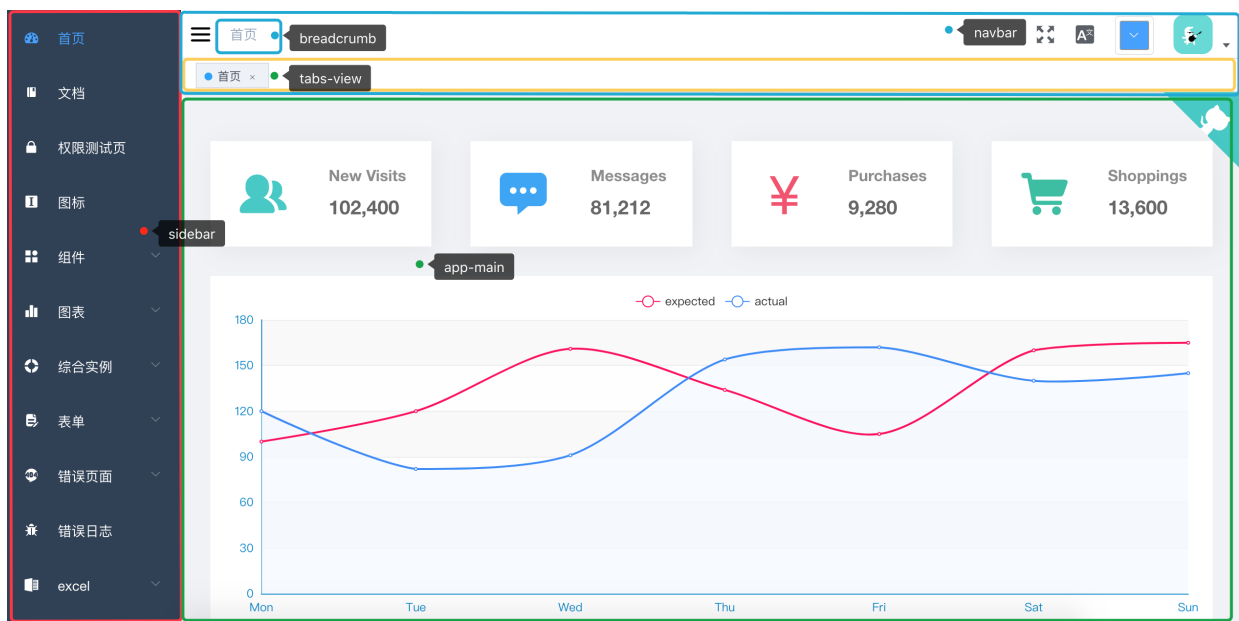 首页
文档
权限测试页
图标
sidebar
组件
图表
综合实例
表单
错误页面
错误日志
excel
首页
breadcrumb
navbar
首页 ×
tabs-view
New Visits
102,400
Messages
81,212
Purchases
9,280
Shoppings
13,600
app-main
expected actual
180
150
120
90
60
30
0
Mon Tue Wed Thu Fri Sat Sun